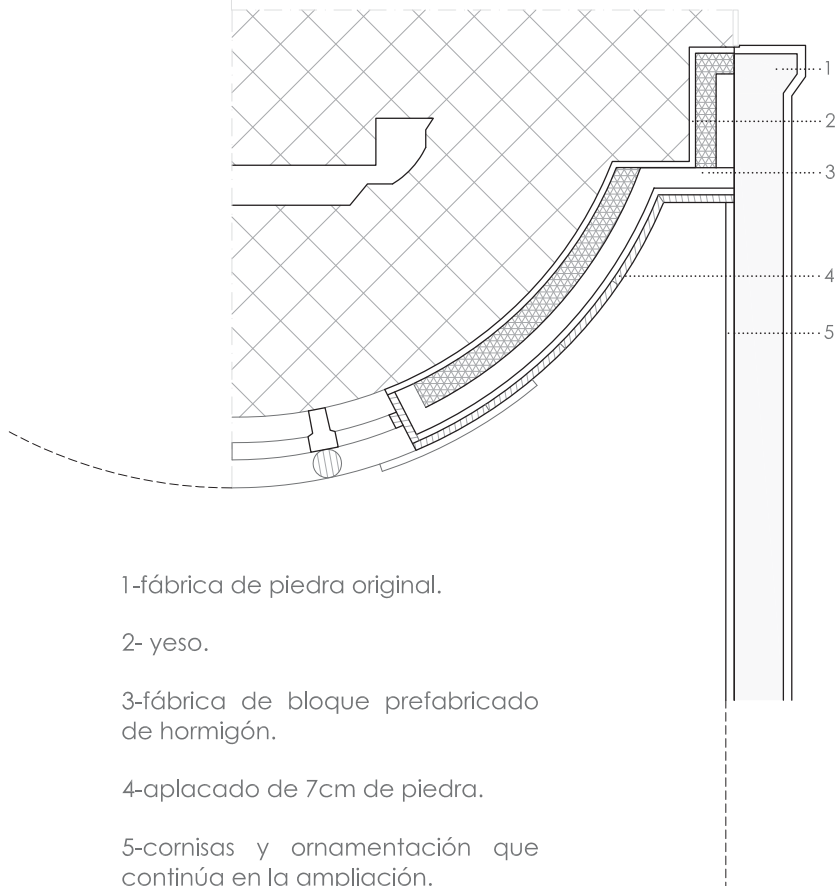 1
2
3
4
5
1-fábrica de piedra original.
2- yeso.
3-fábrica de bloque prefabricado
de hormigón.
4-aplacado de 7cm de piedra.
5-cornisas y ornamentación que
continúa en la ampliación.